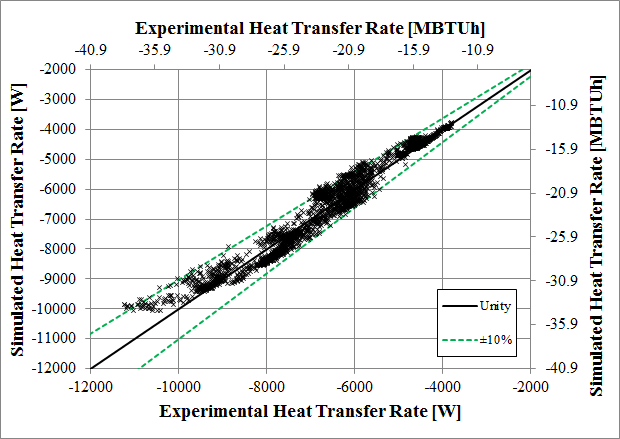 Experimental Heat Transfer Rate [MBTUh]
-40.9 -35.9 -30.9 -25.9 -20.9 -15.9 -10.9
-2000
-3000
-4000
-5000
-6000
-7000
-8000
-9000
-10000
-11000
-12000
Simulated Heat Transfer Rate [W]
-10.9
-15.9
-20.9
-25.9
-30.9
-35.9
-40.9
Simulated Heat Transfer Rate [MBTUh]
Unity
±10%
-12000 -10000 -8000 -6000 -4000 -2000
Experimental Heat Transfer Rate [W]